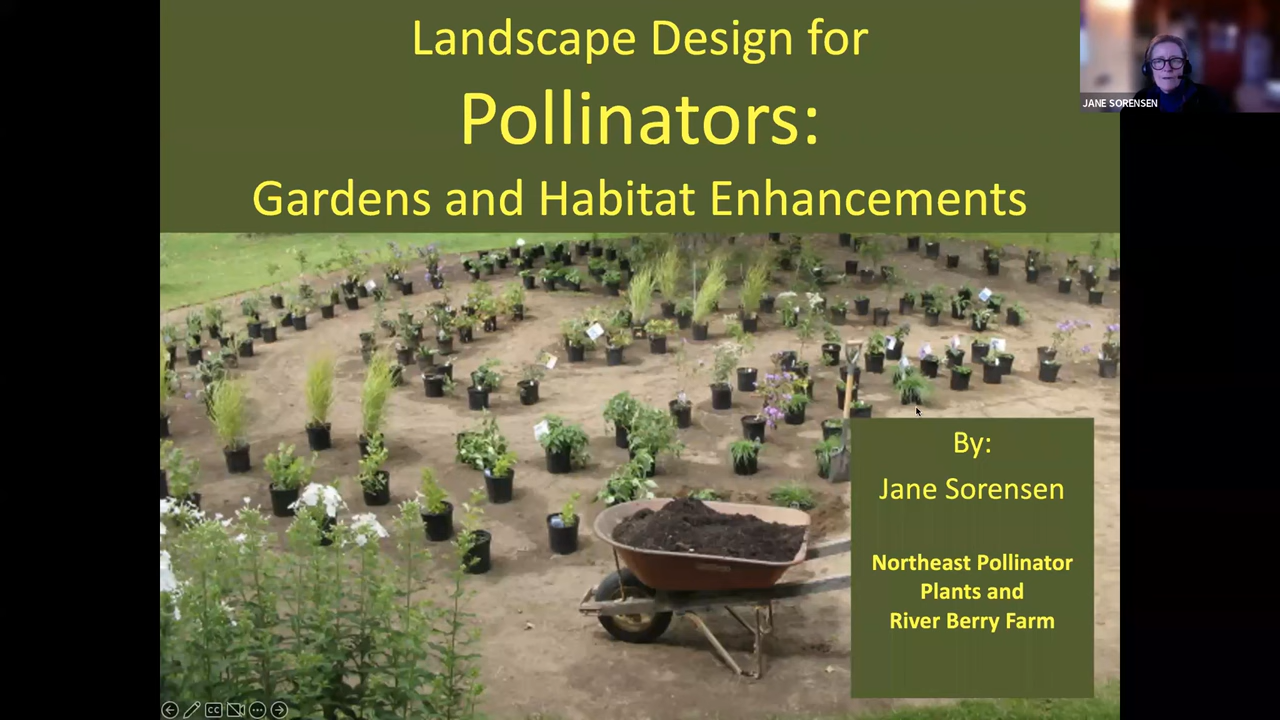 Landscape Design for
Pollinators:
Gardens and Habitat Enhancements
JANE SORENSEN
By:
Jane Sorensen
Northeast Pollinator
Plants and
River Berry Farm
CC